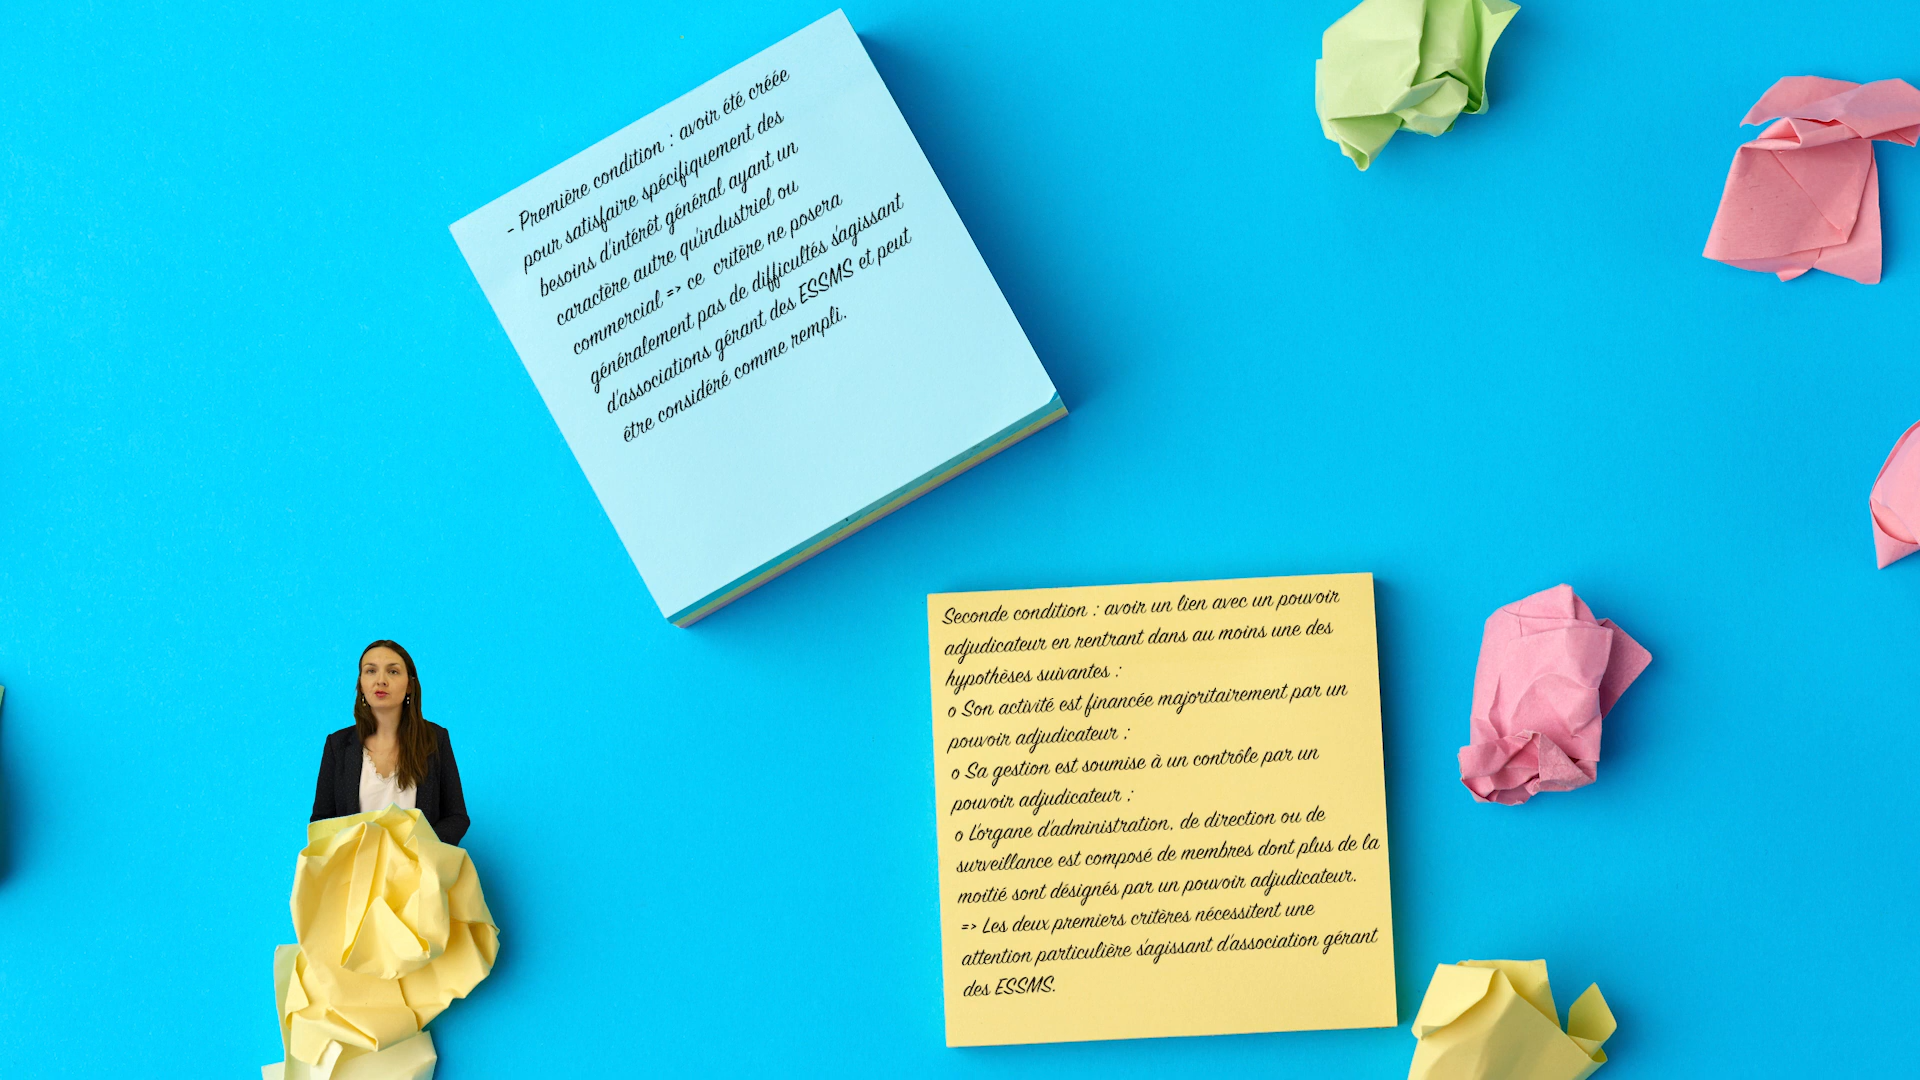 - Première condition : avoir été créée
pour satisfaire spécifiquement des
besoins d'intérêt général ayant un
caractère autre qu'industriel ou
commercial => ce critère ne posera
généralement pas de difficultés s'agissant
d'associations gérant des ESSMS et peut
être considéré comme rempli.
Seconde condition : avoir un lien avec un pouvoir
adjudicateur en rentrant dans au moins une des
hypothèses suivantes :
o Son activité est financée majoritairement par un
pouvoir adjudicateur ;
o Sa gestion est soumise à un contrôle par un
pouvoir adjudicateur ;
o L'organe d'administration, de direction ou de
surveillance est composé de membres dont plus de la
moitié sont désignés par un pouvoir adjudicateur.
=> Les deux premiers critères nécessitent une
attention particulière s'agissant d'association gérant
des ESSMS.